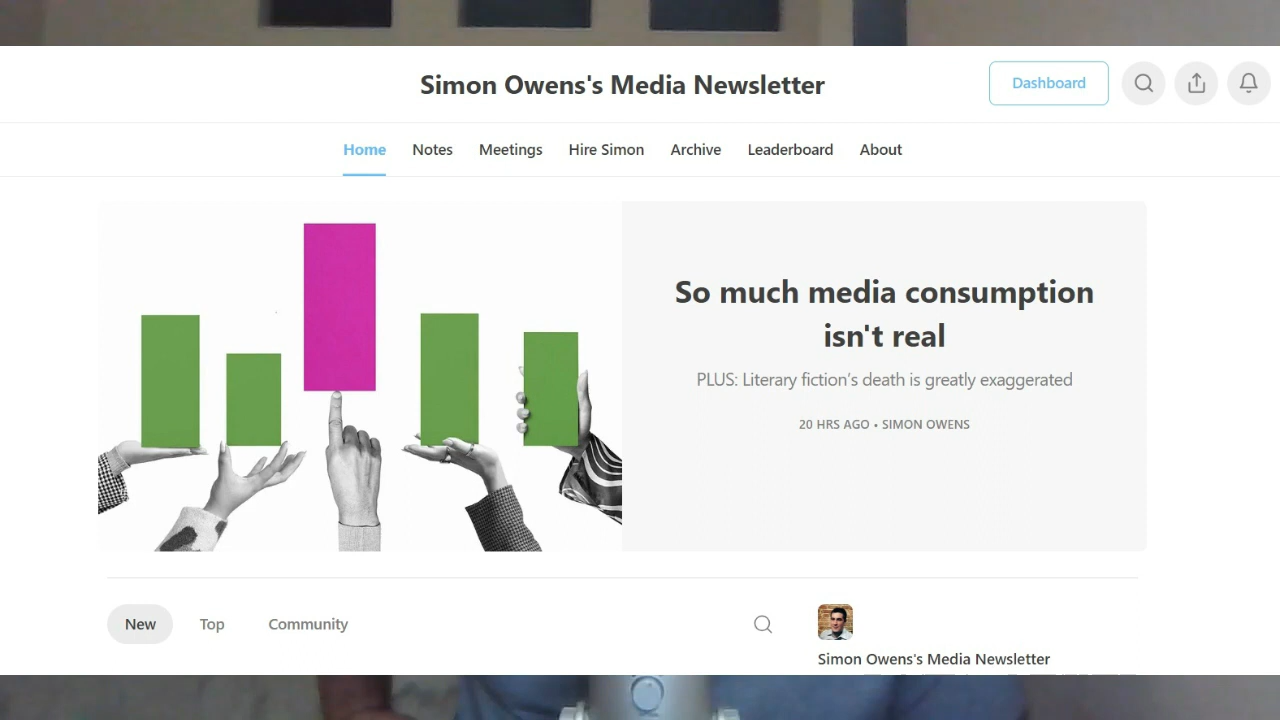 Simon Owens's Media Newsletter
Dashboard
Home Notes Meetings Hire Simon Archive Leaderboard About
So much media consumption
isn't real
PLUS: Literary fiction’s death is greatly exaggerated
20 HRS AGO • SIMON OWENS
New Top Community
Simon Owens's Media Newsletter